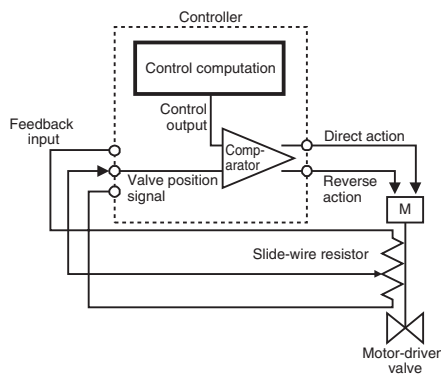 Controller
Control computation
Control
output
Feedback
input
Comp-
arator
Direct action
Valve position
signal
Reverse
action
M
Slide-wire resistor
Motor-driver
valve